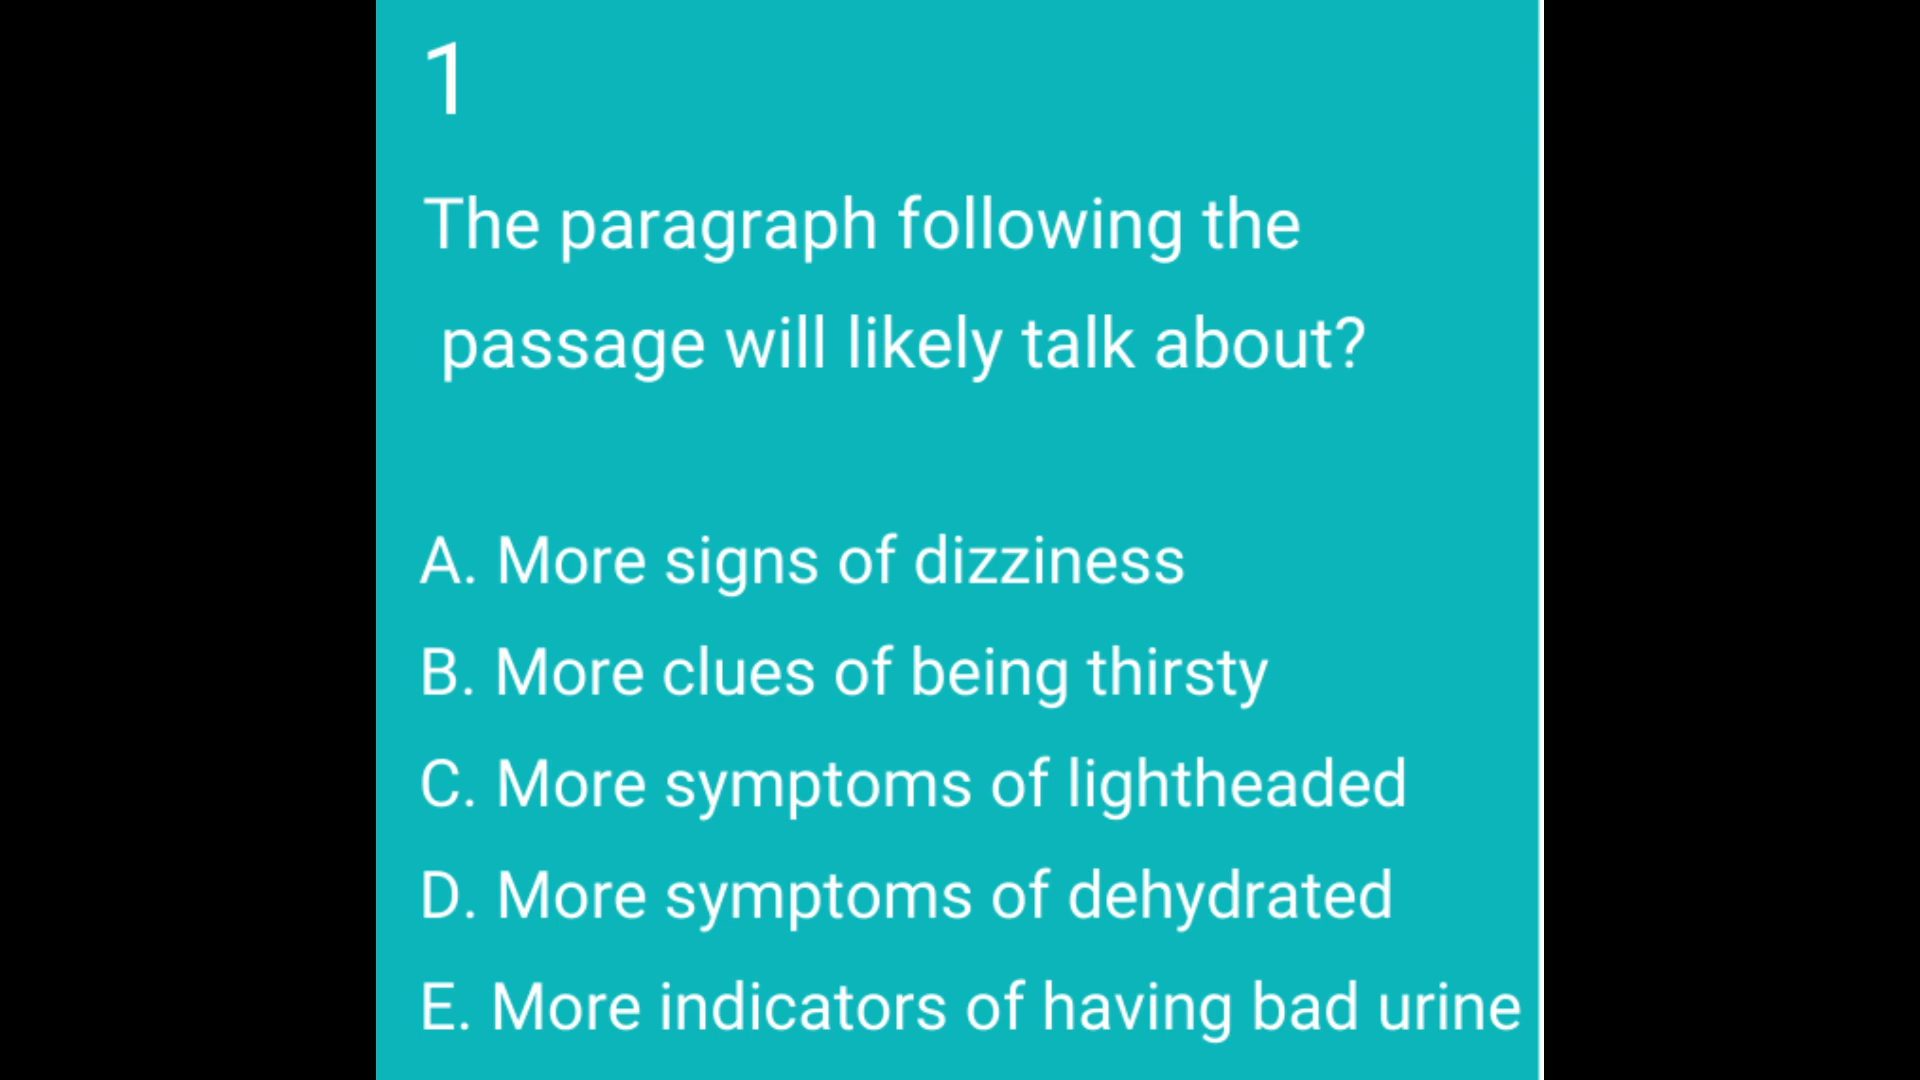 1
The paragraph following the
passage will likely talk about?
A. More signs of dizziness
B. More clues of being thirsty
C. More symptoms of lightheaded
D. More symptoms of dehydrated
E. More indicators of having bad urine